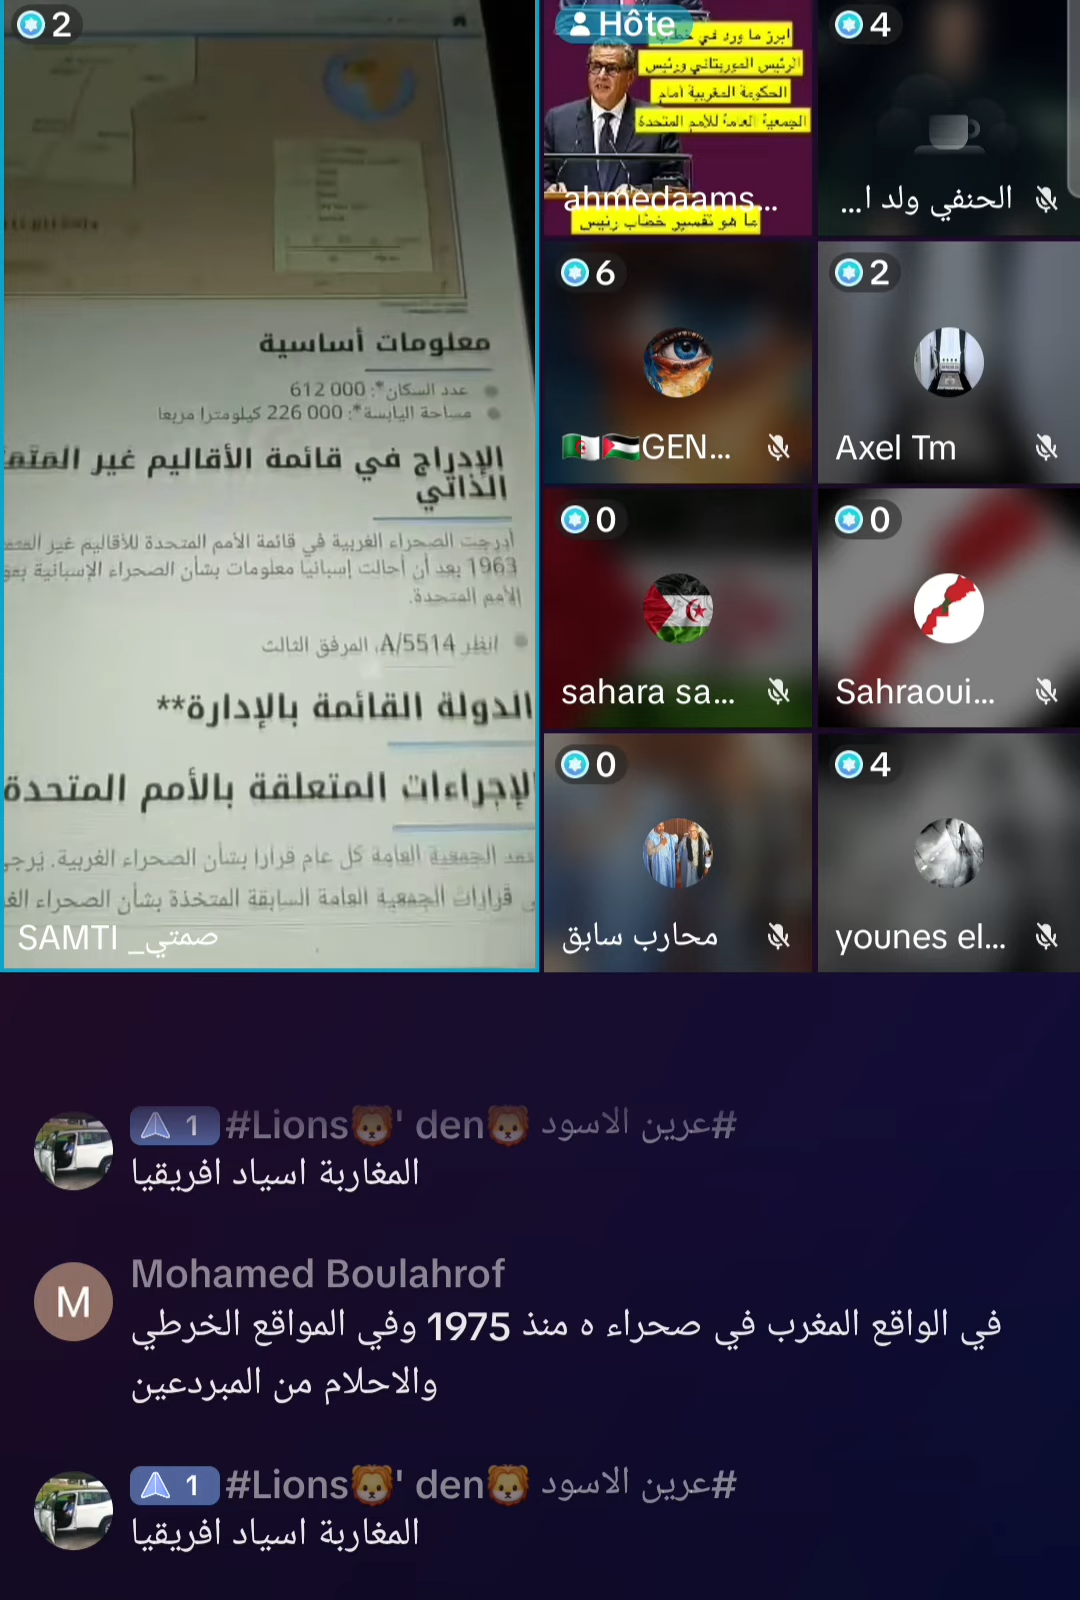 2
معلومات أساسية
عدد السكان*: 000 612
مساحة اليابسة*: 000 226 كيلومترا مربعا
الإدراج في قائمة الأقاليم غير
الذاتي
أدرجت الصحراء الغربية في قائمة الأمم المتحدة للأقاليم غير
1963 بعد أن أحالت إسبانيا معلومات بشأن الصحراء الإسبانية
الأمم المتحدة.
انظر A/5514، المرفق الثالث
الدولة القائمة بالإدارة**
الإجراءات المتعلقة بالأمم المتحدة
الجمعية العامة كل عام قرارا بشأن الصحراء الغربية. يُرجى
قرارات الجمعية العامة السابقة المتخذة بشأن الصحراء
SAMTI _صمتي
Hôte
ابرز ما ورد في خطاب
الرئيس الموريتاني ورئيس
الحكومة المغربية أمام
الجمعية العامة للأمم المتحدة
ahmedaams...
ما هو تفسير خطاب رئيس
4
الحنفي ولد ا...
6
GEN...
2
Axel Tm
0
sahara sa...
0
Sahraoui...
0
محارب سابق
4
younes el...
1 #Lions🦁' den🦁 عرين الاسود#
المغاربة اسياد افريقيا
M
Mohamed Boulahrof
في الواقع المغرب في صحراء ه منذ 1975 وفي المواقع الخرطي
والاحلام من المبردعين
1 #Lions🦁' den🦁 عرين الاسود#
المغاربة اسياد افريقيا